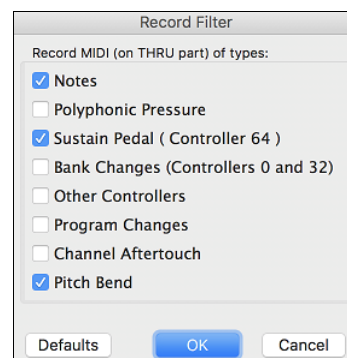 Record Filter
Record MIDI (on THRU part) of types:
Notes
Polyphonic Pressure
Sustain Pedal ( Controller 64 )
Bank Changes (Controllers 0 and 32)
Other Controllers
Program Changes
Channel Aftertouch
Pitch Bend
Defaults OK Cancel